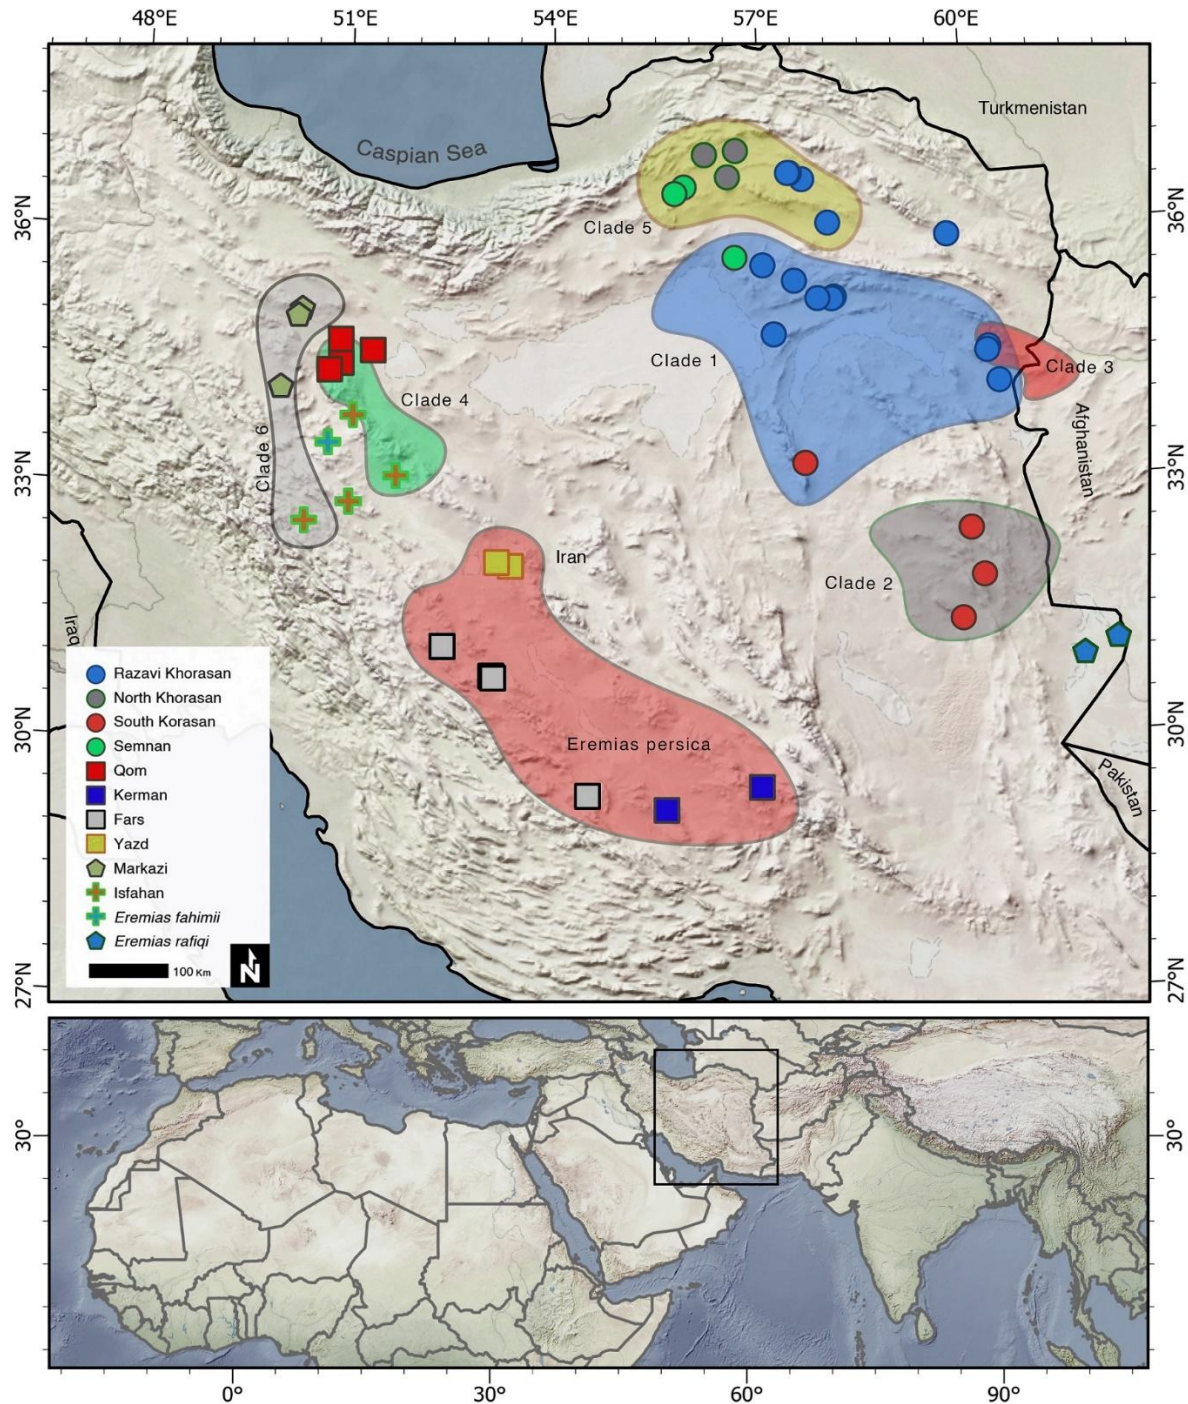 48°E 51°E 54°E 57°E 60°E
Turkmenistan
Caspian Sea
36°N 36°N
Clade 5
Clade 1
Clade 3
Clade 4
Afghanistan
Clade 6
33°N 33°N
Iran
Clade 2
Iraq
Razavi Khorasan
North Khorasan
South Korasan
Semnan
Qom
Kerman
Fars
Yazd
Markazi
Isfahan
Eremias fahimii
Eremias rafiqi
100 Km
N
30°N 30°N
Eremias persica
Pakistan
27°N 27°N
30° 30°
0° 30° 60° 90°